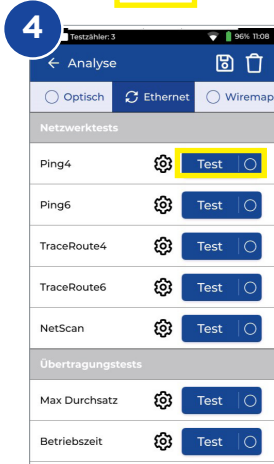 4
Testzähler: 3
96% 11:08
← Analyse
Optisch Ethernet Wiremap
Netzwerktests
Ping4 Test
Ping6 Test
TraceRoute4 Test
TraceRoute6 Test
NetScan Test
Übertragungstests
Max Durchsatz Test
Betriebszeit Test